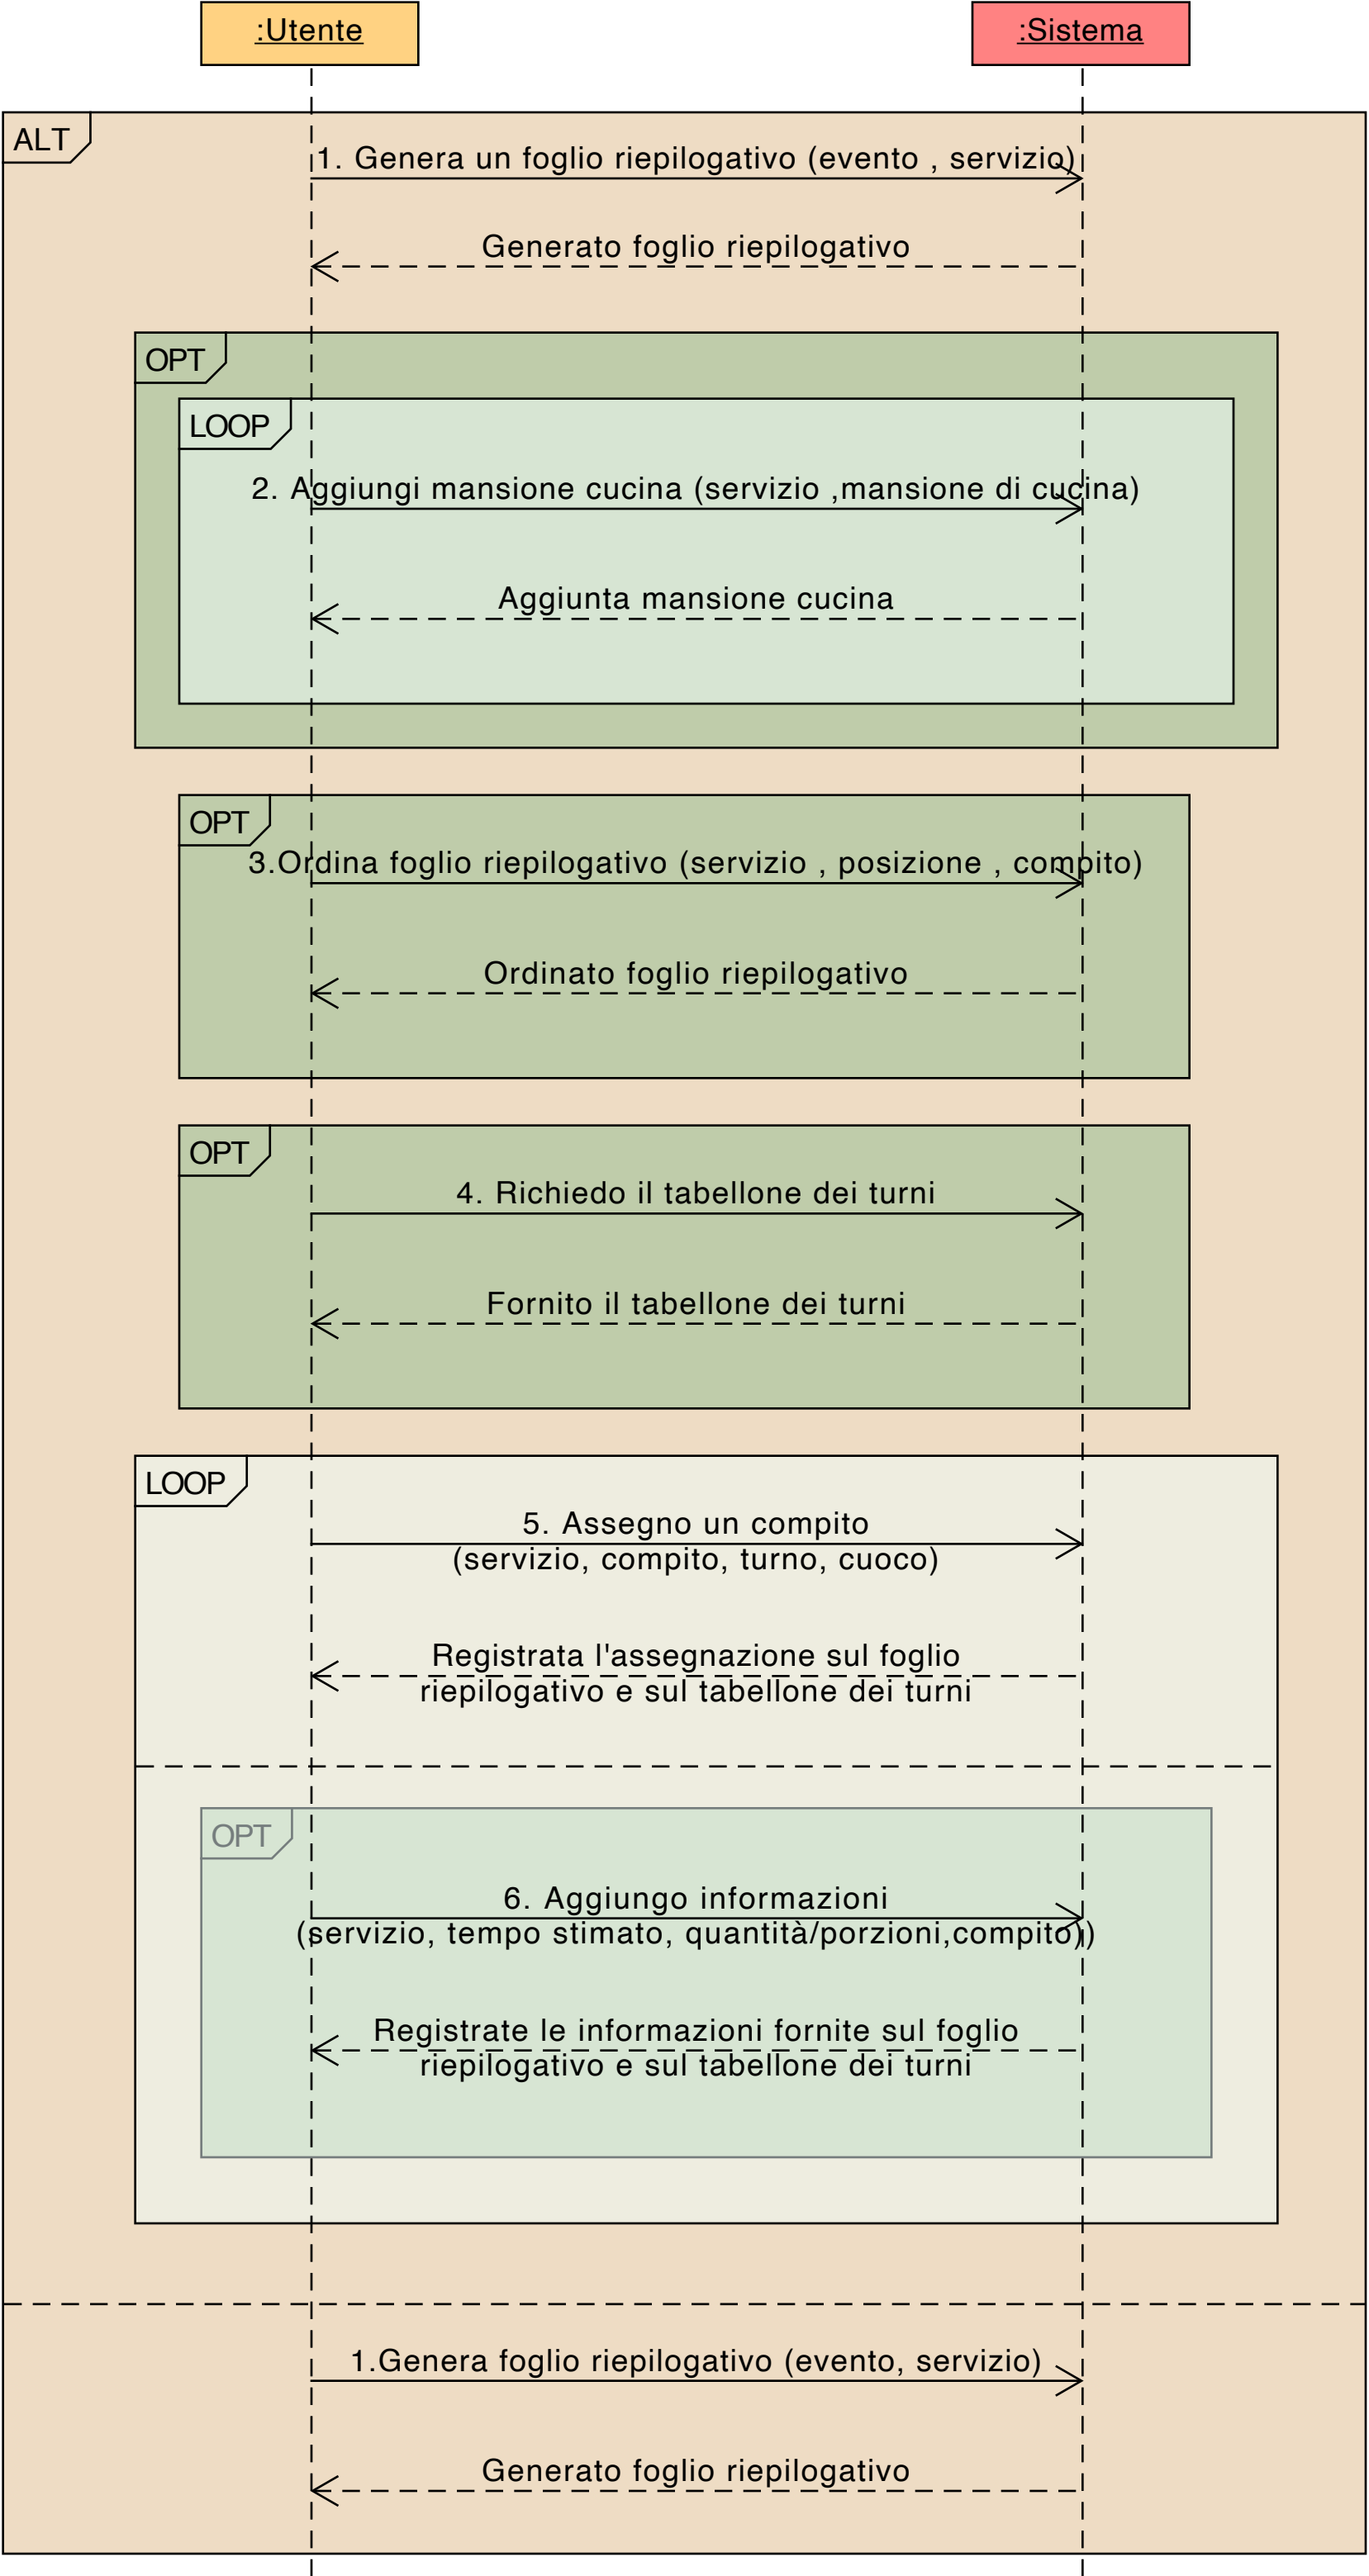 :Utente
:Sistema
ALT
1. Genera un foglio riepilogativo (evento , servizio)
Generato foglio riepilogativo
OPT
LOOP
2. Aggiungi mansione cucina (servizio ,mansione di cucina)
Aggiunta mansione cucina
OPT
3.Ordina foglio riepilogativo (servizio , posizione , compito)
Ordinato foglio riepilogativo
OPT
4. Richiedo il tabellone dei turni
Fornito il tabellone dei turni
LOOP
5. Assegno un compito
(servizio, compito, turno, cuoco)
Registrata l'assegnazione sul foglio
riepilogativo e sul tabellone dei turni
OPT
6. Aggiungo informazioni
(servizio, tempo stimato, quantità/porzioni,compito))
Registrate le informazioni fornite sul foglio
riepilogativo e sul tabellone dei turni
1.Genera foglio riepilogativo (evento, servizio)
Generato foglio riepilogativo